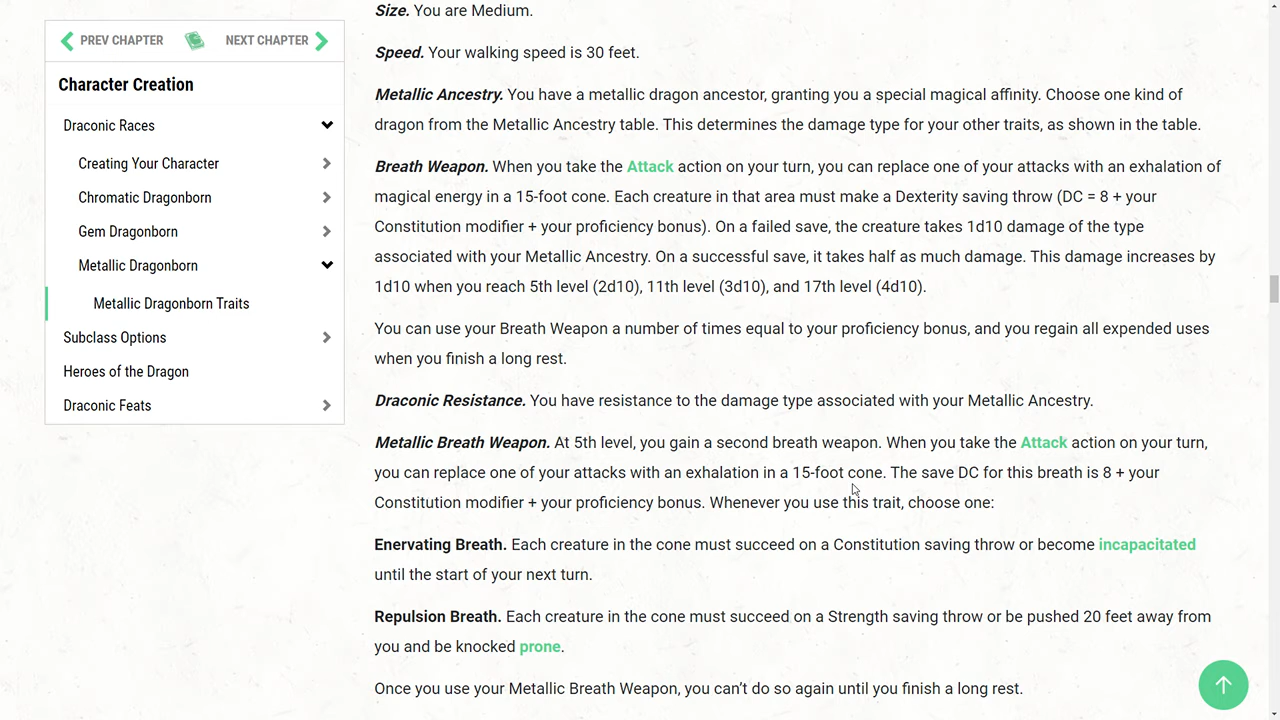 PREV CHAPTER
NEXT CHAPTER
Character Creation
Draconic Races
Creating Your Character
Chromatic Dragonborn
Gem Dragonborn
Metallic Dragonborn
Metallic Dragonborn Traits
Subclass Options
Heroes of the Dragon
Draconic Feats
Size. You are Medium.
Speed. Your walking speed is 30 feet.
Metallic Ancestry. You have a metallic dragon ancestor, granting you a special magical affinity. Choose one kind of
dragon from the Metallic Ancestry table. This determines the damage type for your other traits, as shown in the table.
Breath Weapon. When you take the Attack action on your turn, you can replace one of your attacks with an exhalation of
magical energy in a 15-foot cone. Each creature in that area must make a Dexterity saving throw (DC = 8 + your
Constitution modifier + your proficiency bonus). On a failed save, the creature takes 1d10 damage of the type
associated with your Metallic Ancestry. On a successful save, it takes half as much damage. This damage increases by
1d10 when you reach 5th level (2d10), 11th level (3d10), and 17th level (4d10).
You can use your Breath Weapon a number of times equal to your proficiency bonus, and you regain all expended uses
when you finish a long rest.
Draconic Resistance. You have resistance to the damage type associated with your Metallic Ancestry.
Metallic Breath Weapon. At 5th level, you gain a second breath weapon. When you take the Attack action on your turn,
you can replace one of your attacks with an exhalation in a 15-foot cone. The save DC for this breath is 8 + your
Constitution modifier + your proficiency bonus. Whenever you use this trait, choose one:
Enervating Breath. Each creature in the cone must succeed on a Constitution saving throw or become incapacitated
until the start of your next turn.
Repulsion Breath. Each creature in the cone must succeed on a Strength saving throw or be pushed 20 feet away from
you and be knocked prone.
Once you use your Metallic Breath Weapon, you can't do so again until you finish a long rest.